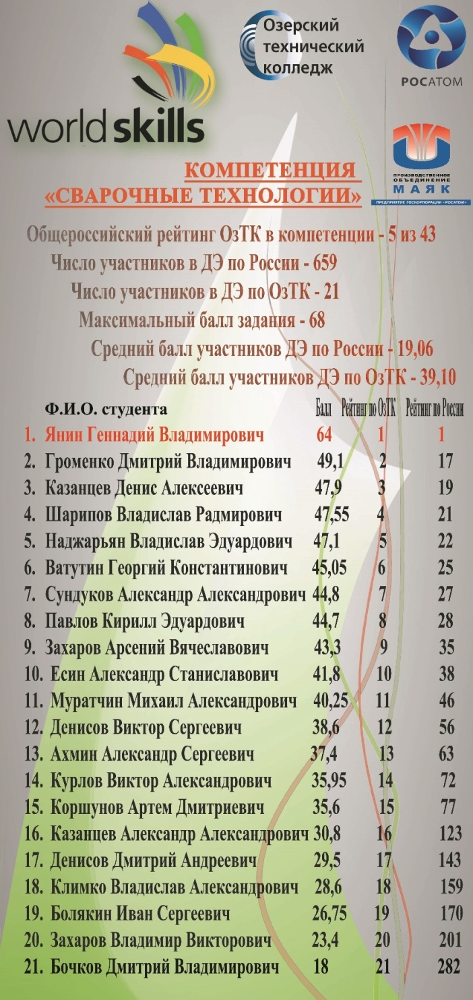 Озерский
технический
колледж
РОСАТОМ
world skills
ПРОИЗВОДСТВЕННОЕ
ОБЪЕДИНЕНИЕ
МАЯК
ПРЕДПРИЯТИЕ ГОСКОРПОРАЦИИ «РОСАТОМ»
КОМПЕТЕНЦИЯ
«СВАРОЧНЫЕ ТЕХНОЛОГИИ»
Общероссийский рейтинг ОзТК в компетенции - 5 из 43
Число участников в ДЭ по России - 659
Число участников в ДЭ по ОзТК - 21
Максимальный балл задания - 68
Средний балл участников ДЭ по России - 19,06
Средний балл участников ДЭ по ОзТК - 39,10
Ф.И.О. студента Балл Рейтинг по ОзТК Рейтинг по России
1. Янин Геннадий Владимирович 64 1 1
2. Громенко Дмитрий Владимирович 49,1 2 17
3. Казанцев Денис Алексеевич 47,9 3 19
4. Шарипов Владислав Радмирович 47,55 4 21
5. Наджарьян Владислав Эдуардович 47,1 5 22
6. Ватутин Георгий Константинович 45,05 6 25
7. Сундуков Александр Александрович 44,8 7 27
8. Павлов Кирилл Эдуардович 44,7 8 28
9. Захаров Арсений Вячеславович 43,3 9 35
10. Есин Александр Станиславович 41,8 10 38
11. Муратчин Михаил Александрович 40,25 11 46
12. Денисов Виктор Сергеевич 38,6 12 56
13. Ахмин Александр Сергеевич 37,4 13 63
14. Курлов Виктор Александрович 35,95 14 72
15. Коршунов Артем Дмитриевич 35,6 15 77
16. Казанцев Александр Александрович 30,8 16 123
17. Денисов Дмитрий Андреевич 29,5 17 143
18. Климко Владислав Александрович 28,6 18 159
19. Болякин Иван Сергеевич 26,75 19 170
20. Захаров Владимир Викторович 23,4 20 201
21. Бочков Дмитрий Владимирович 18 21 282